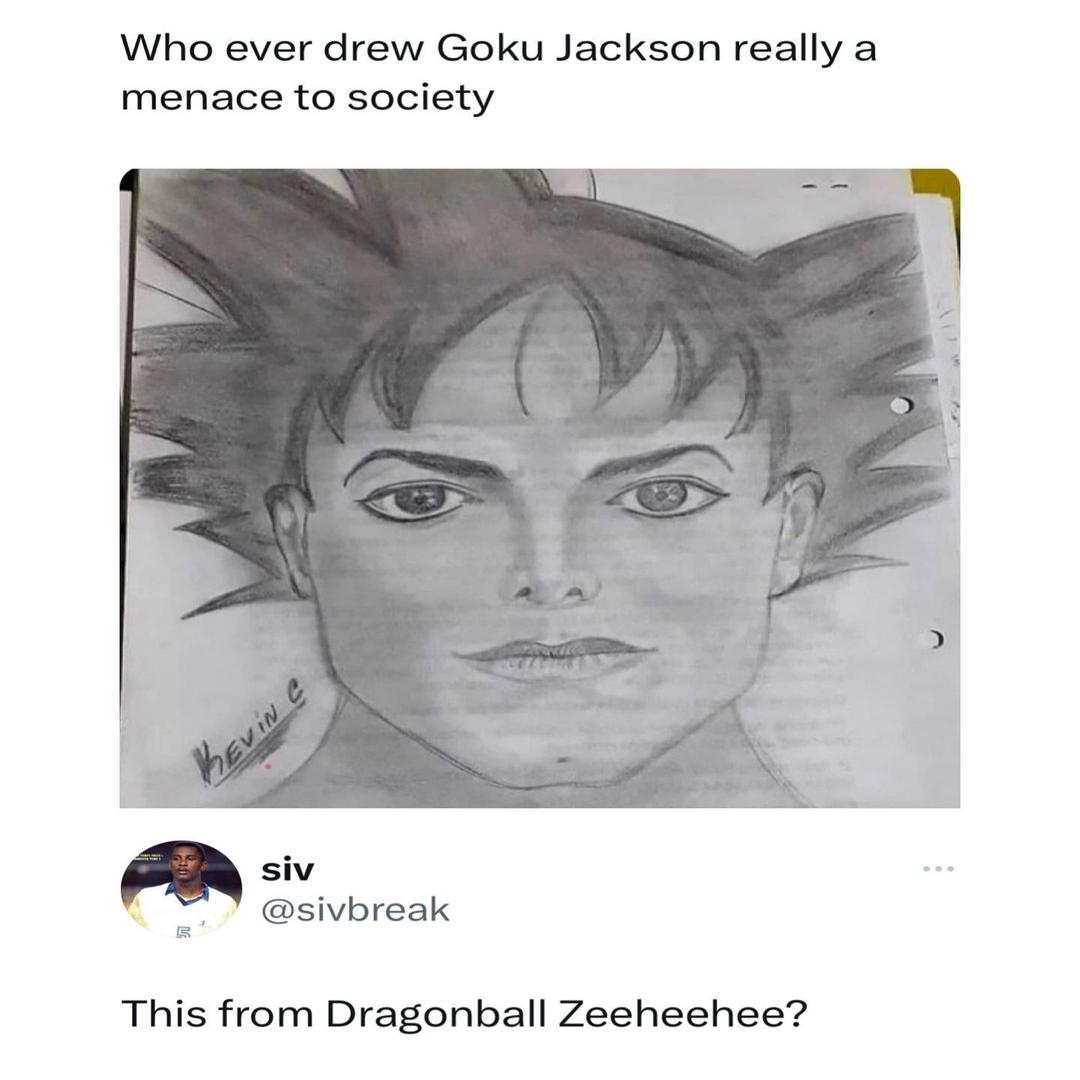 Who ever drew Goku Jackson really a
menace to society
KEVIN C
siv
@sivbreak
This from Dragonball Zeeheehee?